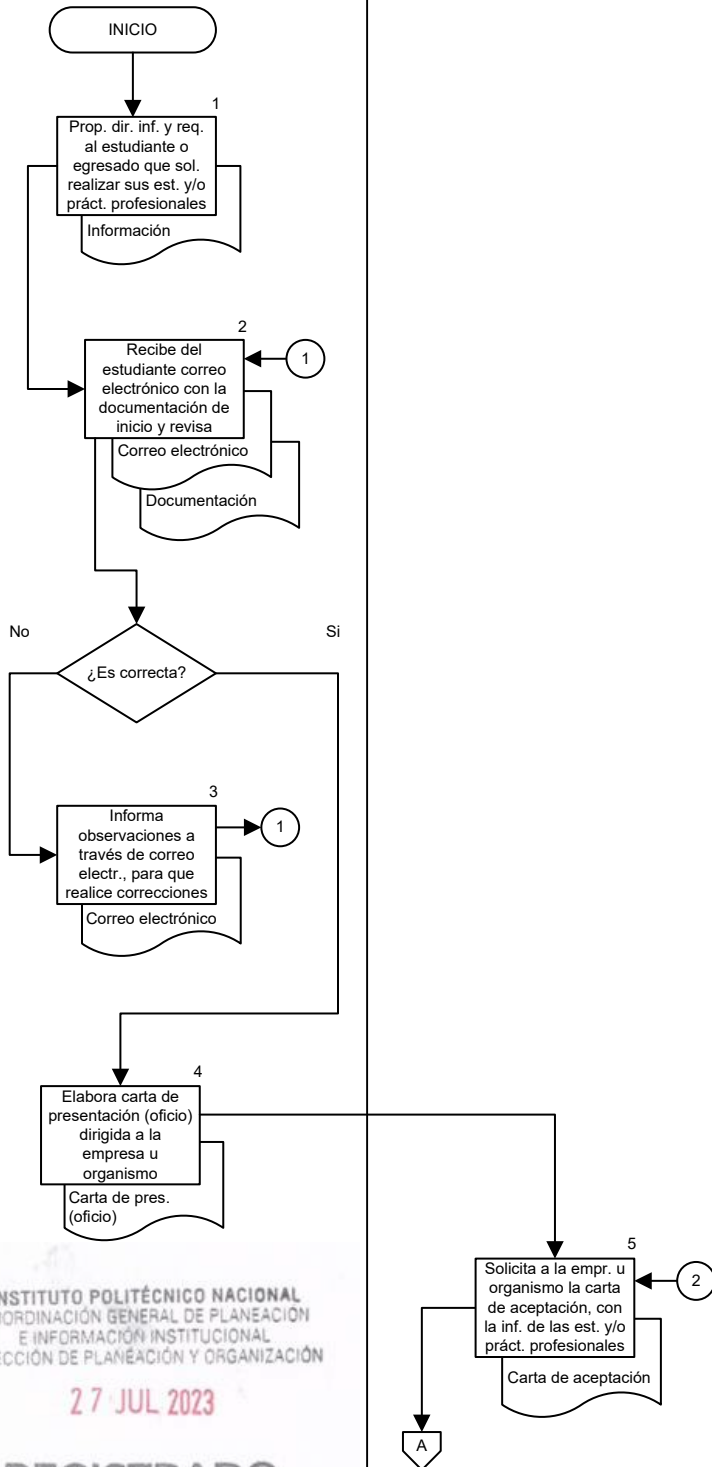 INICIO
1
Prop. dir. inf. y req.
al estudiante o
egresado que sol.
realizar sus est. y/o
práct. profesionales
Información
2
Recibe del
estudiante correo
electrónico con la
documentación de
inicio y revisa
1
Correo electrónico
Documentación
No
Si
¿Es correcta?
3
Informa
observaciones a
través de correo
electr., para que
realice correcciones
1
Correo electrónico
4
Elabora carta de
presentación (oficio)
dirigida a la
empresa u
organismo
Carta de pres.
(oficio)
5
Solicita a la empr. u
organismo la carta
de aceptación, con
la inf. de las est. y/o
práct. profesionales
2
Carta de aceptación
A
NSTITUTO POLITÉCNICO NACIONAL
ORDINACIÓN GENERAL DE PLANEACIÓN
E INFORMACIÓN INSTITUCIONAL
ECCIÓN DE PLANEACIÓN Y ORGANIZACIÓN
27 JUL 2023